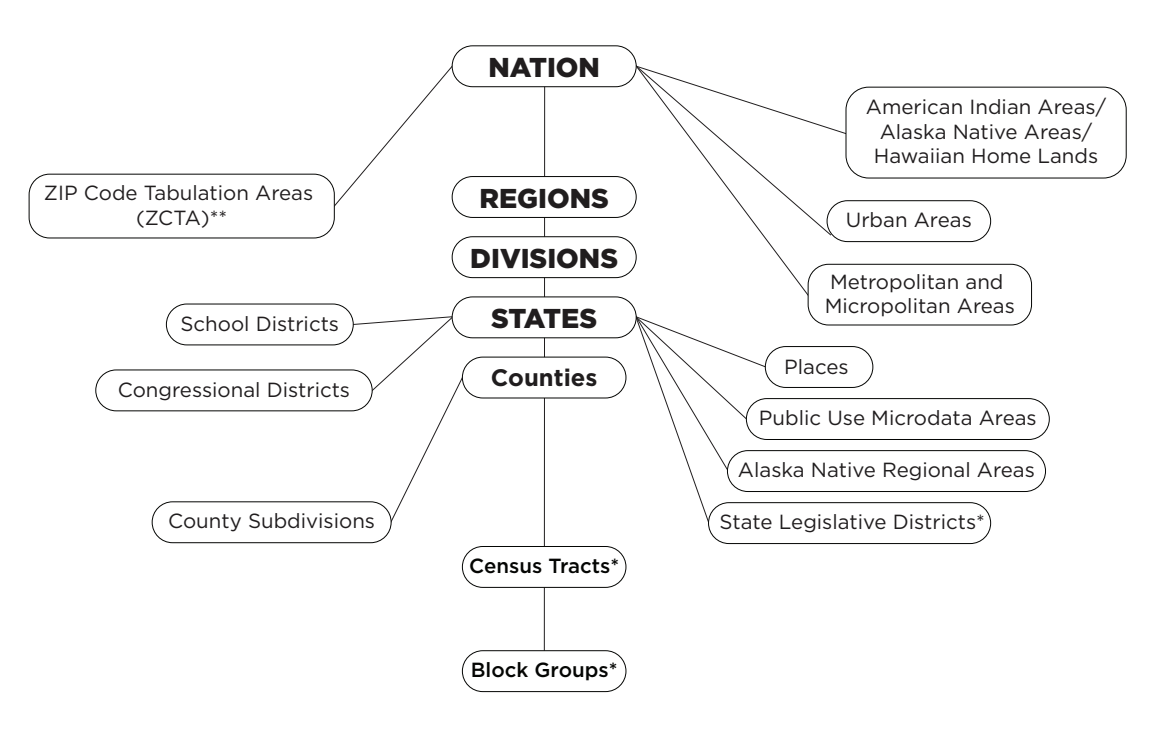 NATION
American Indian Areas/
Alaska Native Areas/
Hawaiian Home Lands
ZIP Code Tabulation Areas
(ZCTA)**
REGIONS
Urban Areas
DIVISIONS
Metropolitan and
Micropolitan Areas
STATES
School Districts
Places
Counties
Congressional Districts
Public Use Microdata Areas
Alaska Native Regional Areas
County Subdivisions
State Legislative Districts*
Census Tracts*
Block Groups*